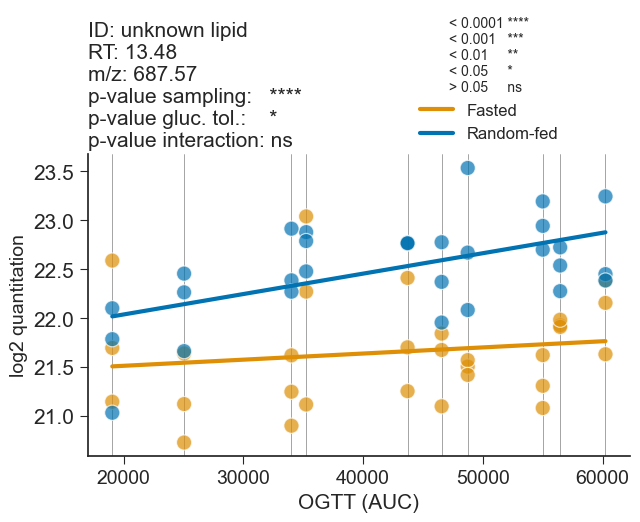 ID: unknown lipid
RT: 13.48
m/z: 687.57
p-value sampling: ****
p-value gluc. tol.: *
p-value interaction: ns
< 0.0001 ****
< 0.001 ***
< 0.01 **
< 0.05 *
> 0.05 ns
Fasted
Random-fed
log2 quantitation
23.5
23.0
22.5
22.0
21.5
21.0
20000 30000 40000 50000 60000
OGTT (AUC)